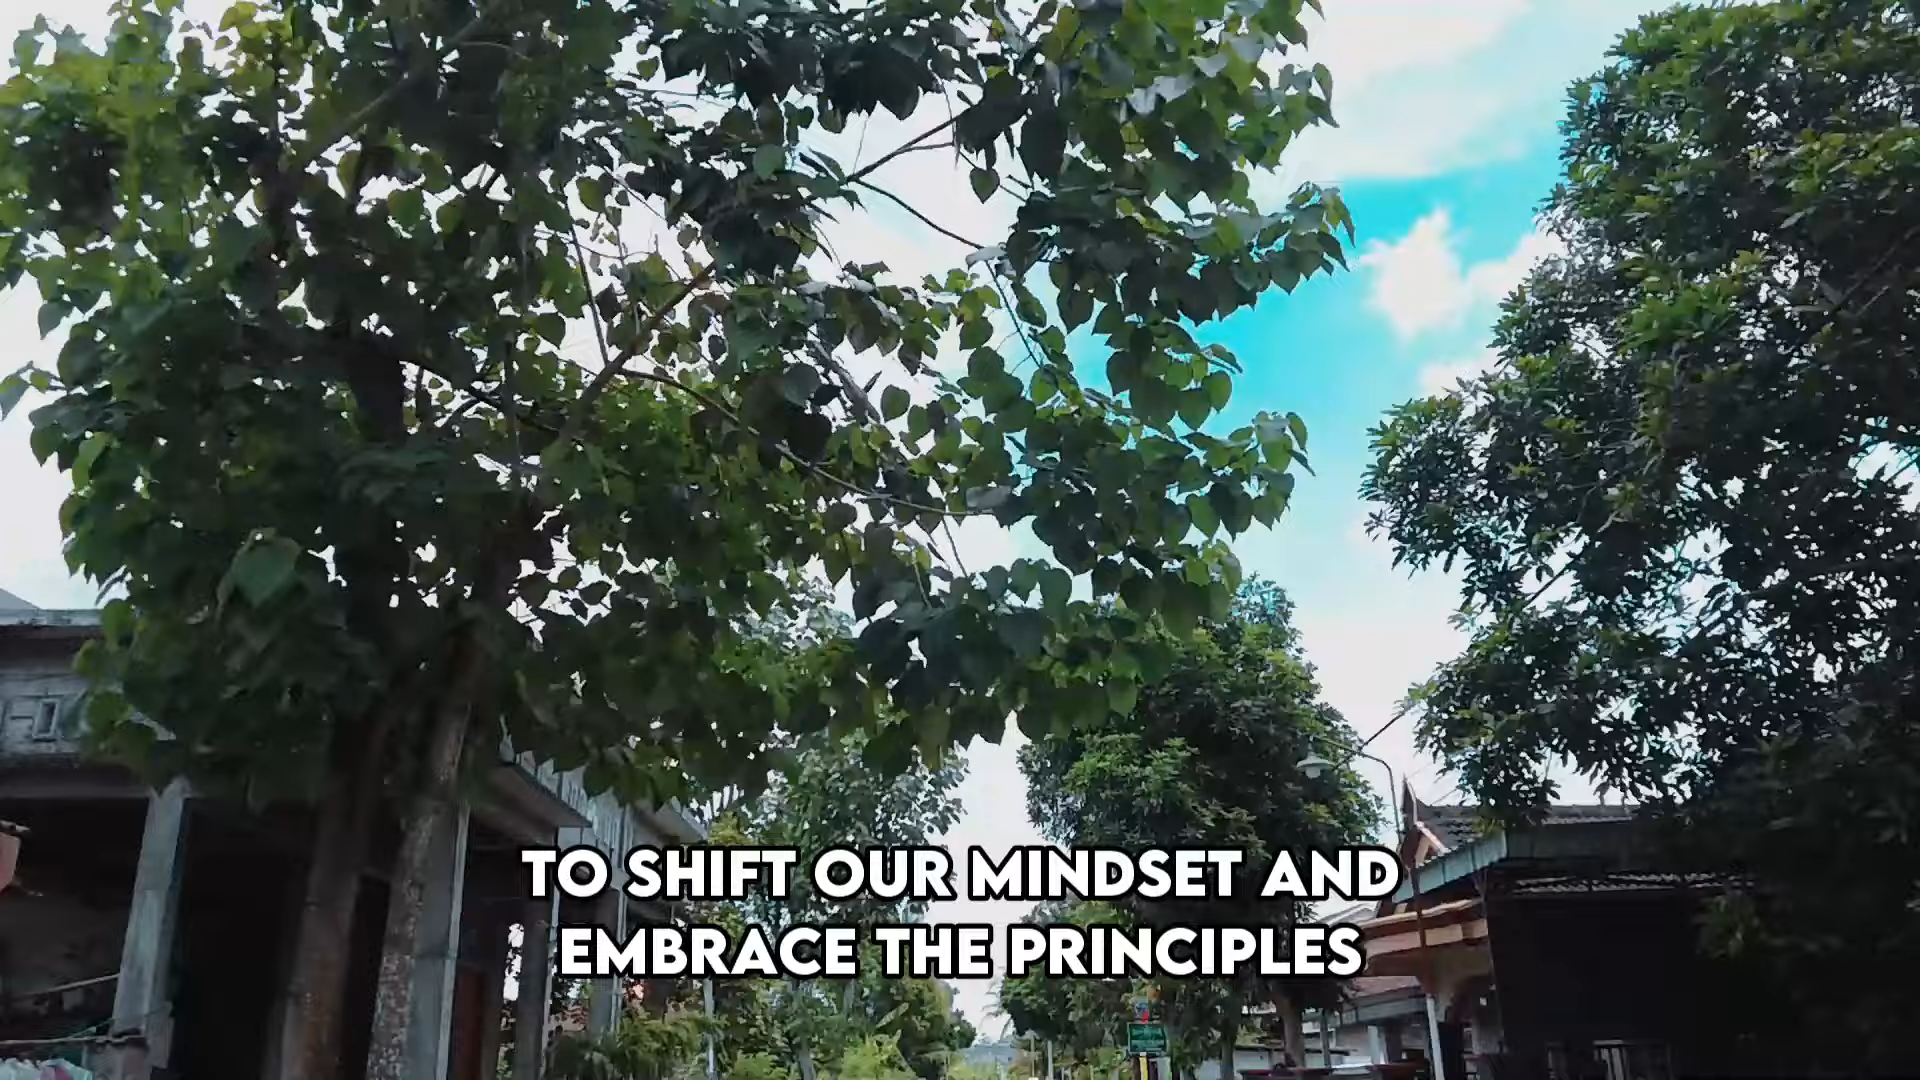 TO SHIFT OUR MINDSET AND
EMBRACE THE PRINCIPLES